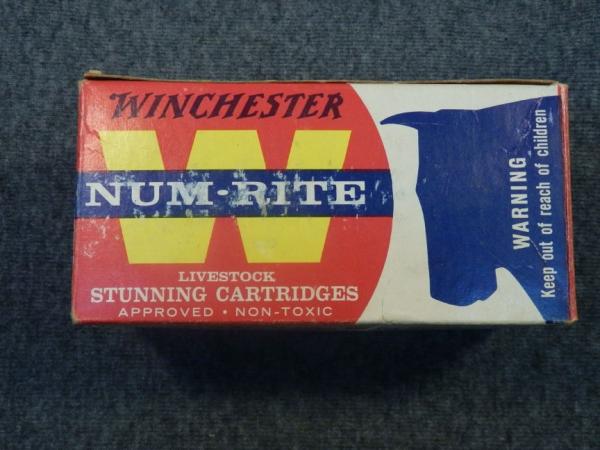 WINCHESTER
W
NUM-RITE
LIVESTOCK
STUNNING CARTRIDGES
APPROVED • NON-TOXIC
WARNING
Keep out of reach of children